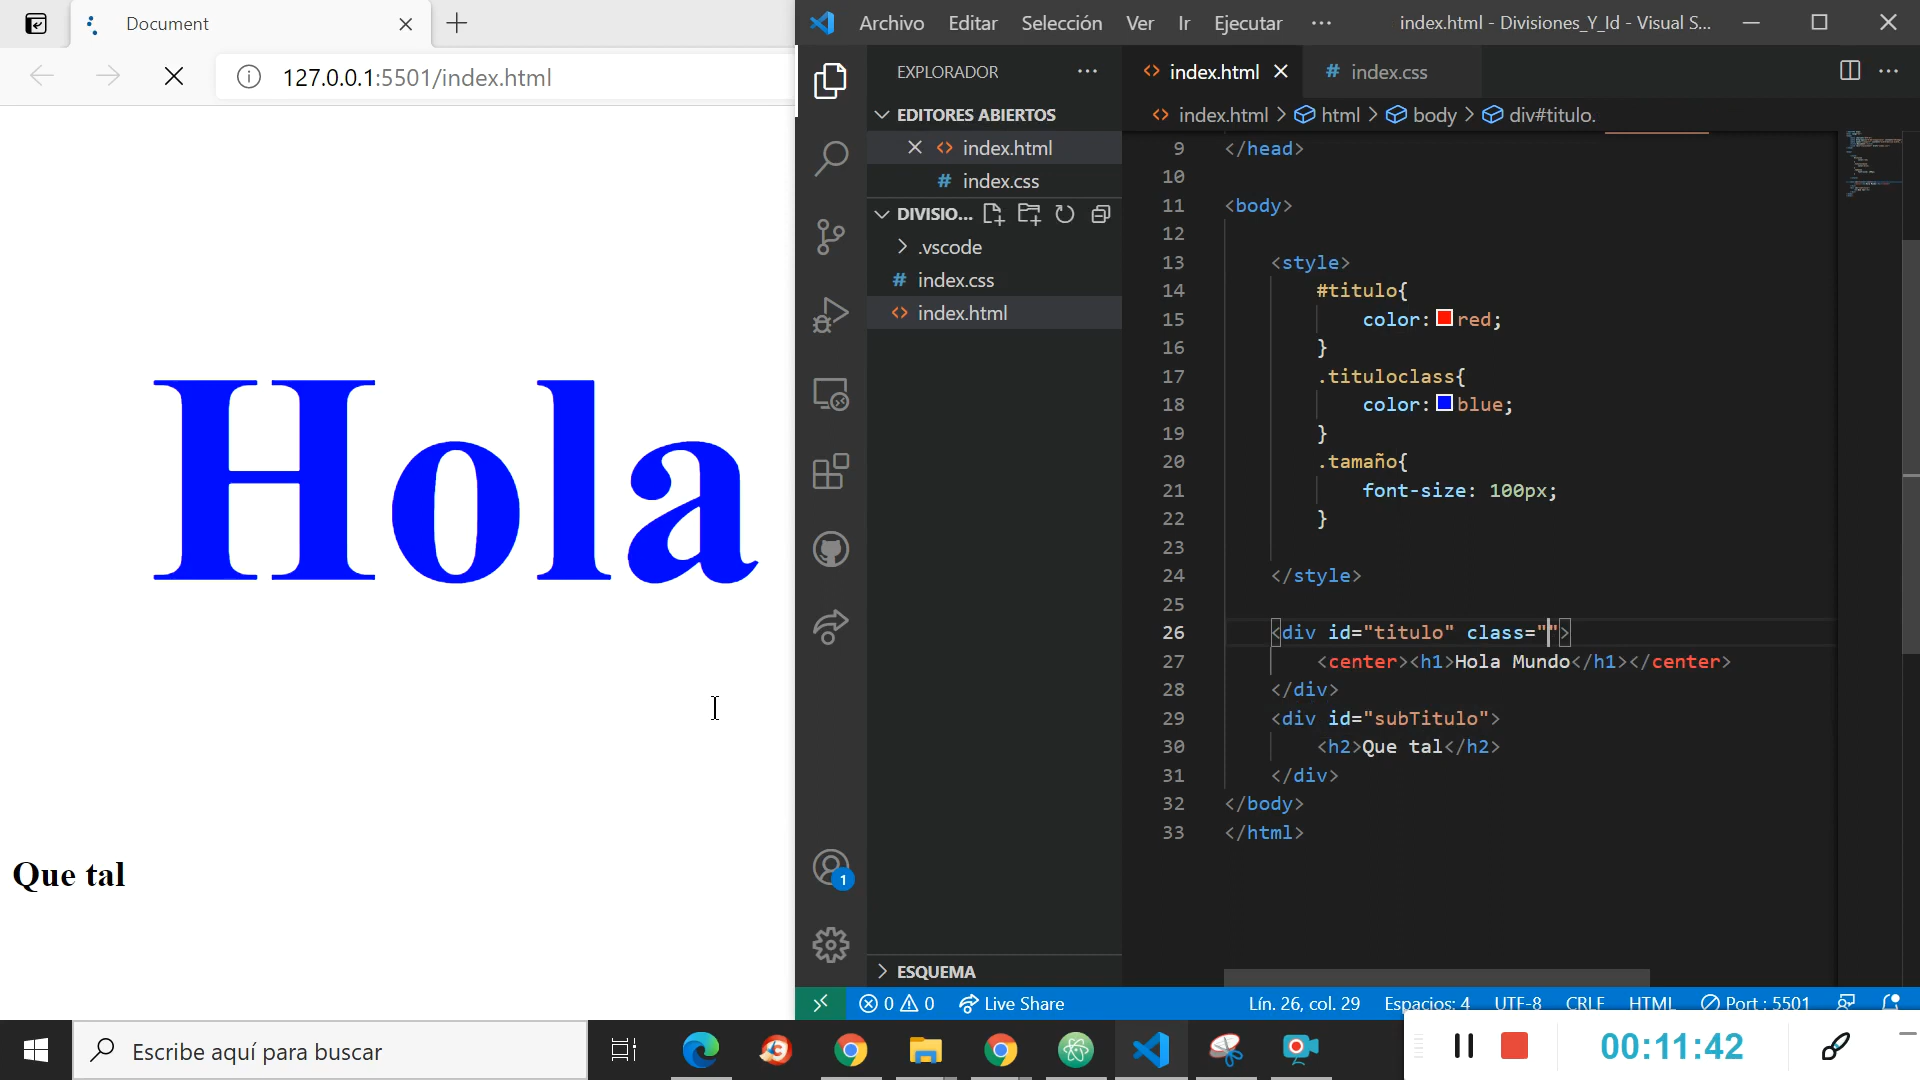 Document
127.0.0.1:5501/index.html
Hola
Que tal
Archivo Editar Selección Ver Ir Ejecutar ··· index.html - Divisiones_Y_Id - Visual S...
EXPLORADOR ···
EDITORES ABIERTOS
index.html
# index.css
DIVISIO...
.vscode
# index.css
index.html
ESQUEMA
1
index.html # index.css
index.html > html > body > div#titulo.
9 </head>
10
11 <body>
12
13 <style>
14 #titulo{
15 color: red;
16 }
17 .tituloclass{
18 color: blue;
19 }
20 .tamaño{
21 font-size: 100px;
22 }
23
24 </style>
25
26 <div id="titulo" class="">
27 <center><h1>Hola Mundo</h1></center>
28 </div>
29 <div id="subTitulo">
30 <h2>Que tal</h2>
31 </div>
32 </body>
33 </html>
0 0 Live Share Lín. 26, col. 29 Espacios: 4 UTF-8 CRLF HTML Port : 5501
Escribe aquí para buscar
00:11:42